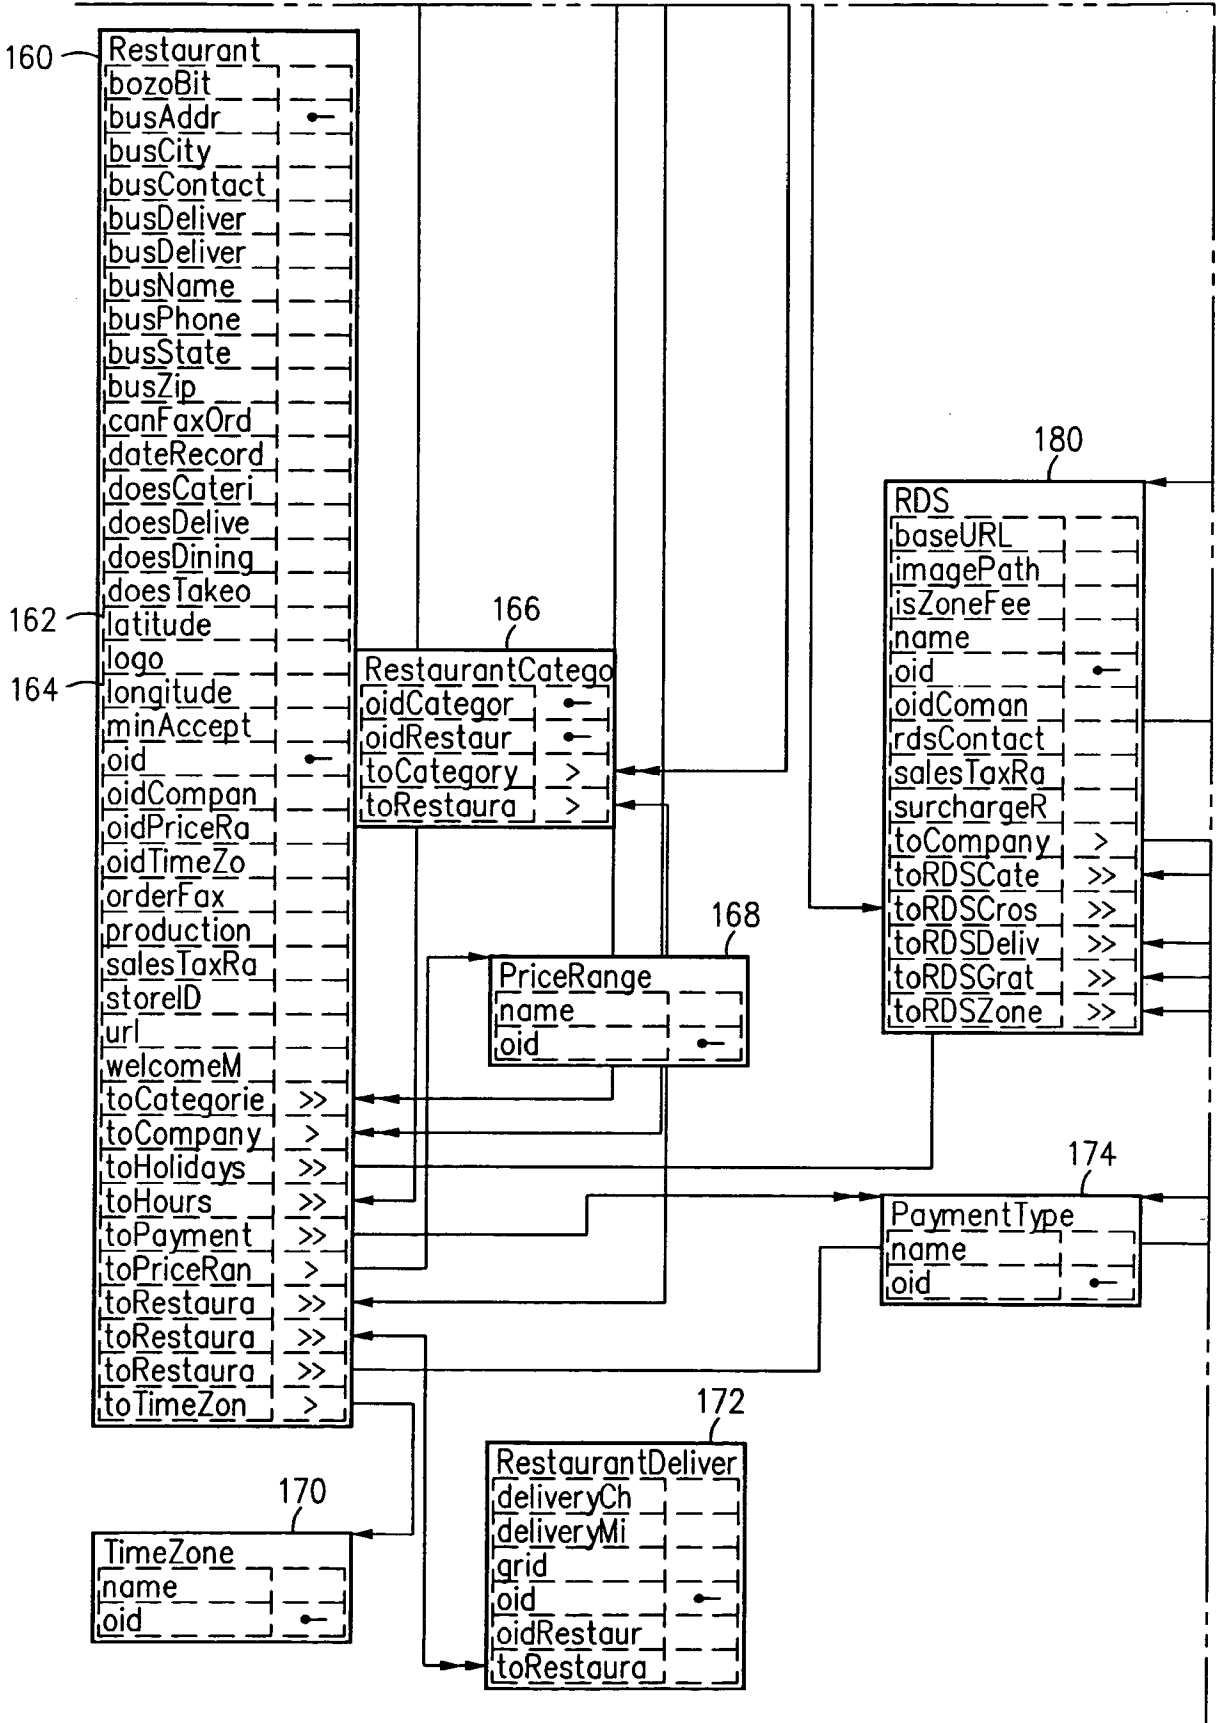 160
Restaurant
bozoBit
busAddr
busCity
busContact
busDeliver
busDeliver
busName
busPhone
busState
busZip
canFaxOrd
dateRecord
doesCateri
doesDelive
doesDining
doesTakeo
162
latitude
logo
164
longitude
minAccept
oid
oidCompan
oidPriceRa
oidTimeZo
orderFax
production
salesTaxRa
storeID
url
welcomeM
toCategorie >>
toCompany >
toHolidays >>
toHours >>
toPayment >>
toPriceRan >
toRestaura >>
toRestaura >>
toRestaura >>
toTimeZon >
166
RestaurantCatego
oidCategor
oidRestaur
toCategory >
toRestaura >
168
PriceRange
name
oid
180
RDS
baseURL
imagePath
isZoneFee
name
oid
oidComan
rdsContact
salesTaxRa
surchargeR
toCompany >
toRDSCate >>
toRDSCros >>
toRDSDeliv >>
toRDSGrat >>
toRDSZone >>
174
PaymentType
name
oid
170
TimeZone
name
oid
172
RestaurantDeliver
deliveryCh
deliveryMi
grid
oid
oidRestaur
toRestaura